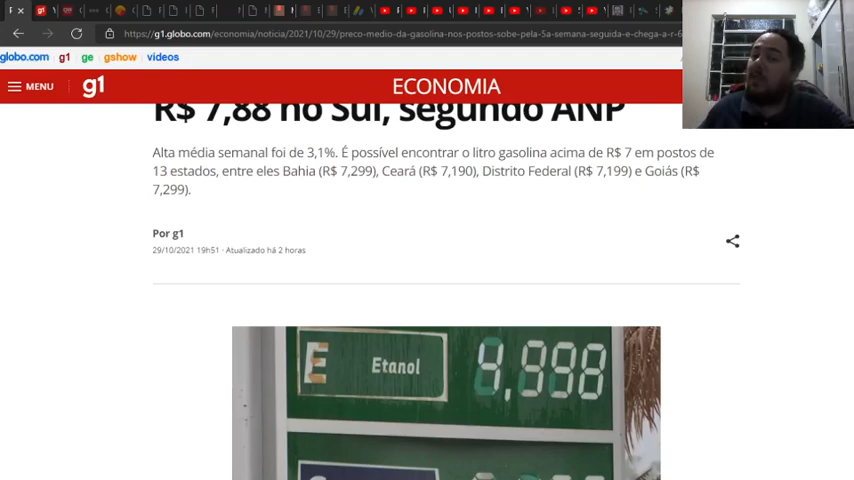 https://g1.globo.com/economia/noticia/2021/10/29/preco-medio-da-gasolina-nos-postos-sobe-pela-5a-semana-seguida-e-chega-a-r-6
globo.com g1 ge gshow vídeos
MENU g1 ECONOMIA
R$ 7,88 no Sul, segundo ANP
Alta média semanal foi de 3,1%. É possível encontrar o litro gasolina acima de R$ 7 em postos de
13 estados, entre eles Bahia (R$ 7,299), Ceará (R$ 7,190), Distrito Federal (R$ 7,199) e Goiás (R$
7,299).
Por g1
29/10/2021 19h51 · Atualizado há 2 horas
E Etanol 4,998